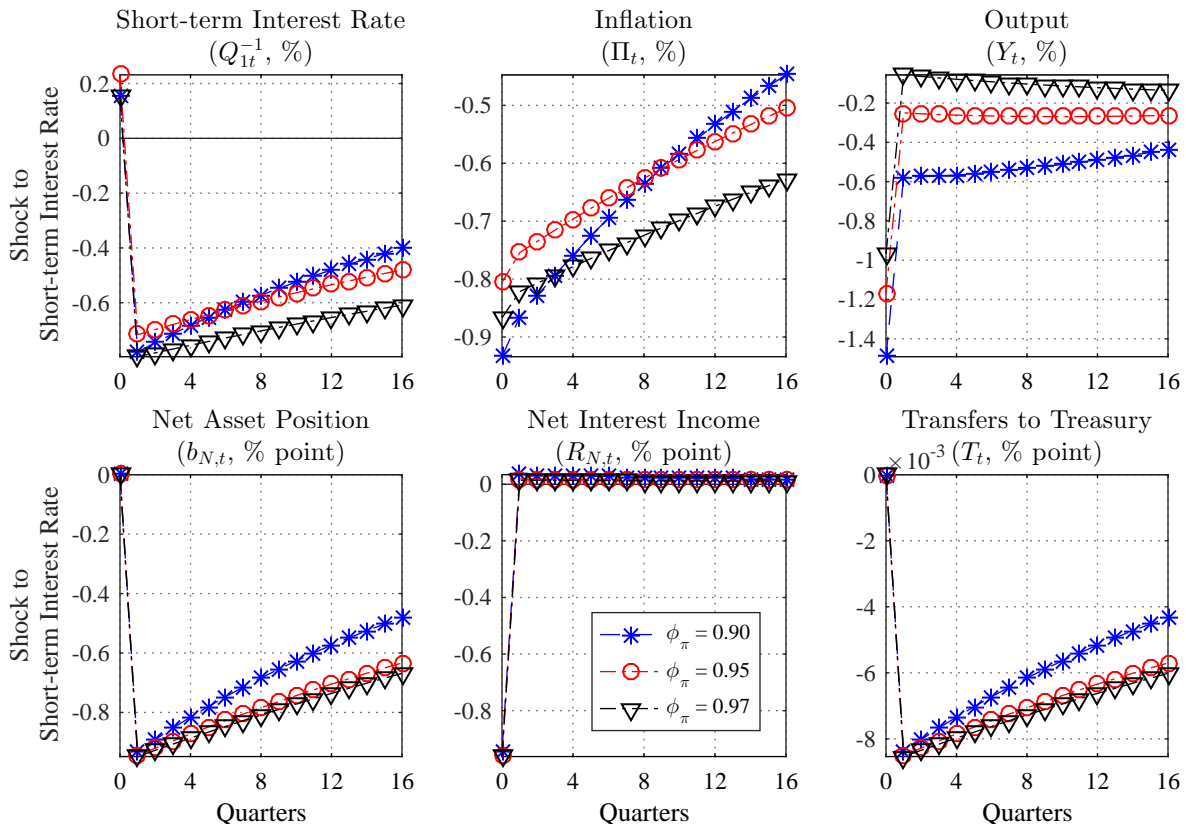 Short-term Interest Rate
(Q_{1t}^{-1}, %)
Inflation
(Π_t, %)
Output
(Y_t, %)
Shock to
Short-term Interest Rate
0.2
0
-0.4
-0.6
0 4 8 12 16
-0.5
-0.6
-0.7
-0.8
-0.9
0 4 8 12 16
-0.2
-0.4
-0.6
-0.8
-1
-1.2
-1.4
0 4 8 12 16
Net Asset Position
(b_{N,t}, % point)
Net Interest Income
(R_{N,t}, % point)
Transfers to Treasury
×10^{-3} (T_t, % point)
Shock to
Short-term Interest Rate
0
-0.2
-0.4
-0.6
-0.8
0 4 8 12 16
Quarters
0
-0.2
-0.4
-0.6
-0.8
ϕ_π = 0.90
ϕ_π = 0.95
ϕ_π = 0.97
0 4 8 12 16
Quarters
0
-2
-4
-6
-8
0 4 8 12 16
Quarters